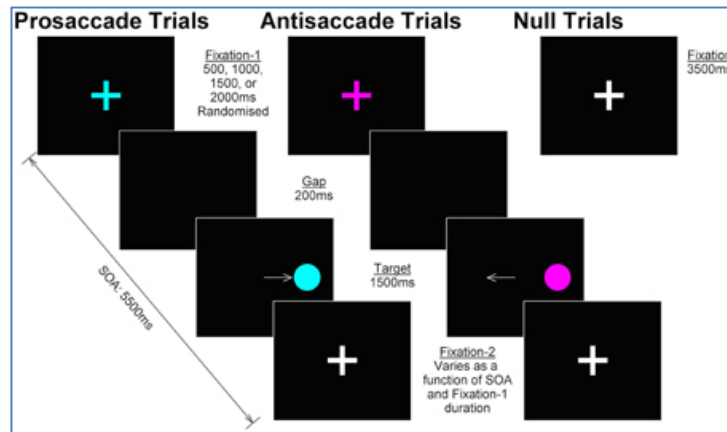 Prosaccade Trials
Antisaccade Trials
Null Trials
Fixation-1
500, 1000,
1500, or
2000ms
Randomised
Fixation
3500ms
Gap
200ms
Target
1500ms
SOA: 5500ms
Fixation-2
Varies as a
function of SOA
and Fixation-1
duration